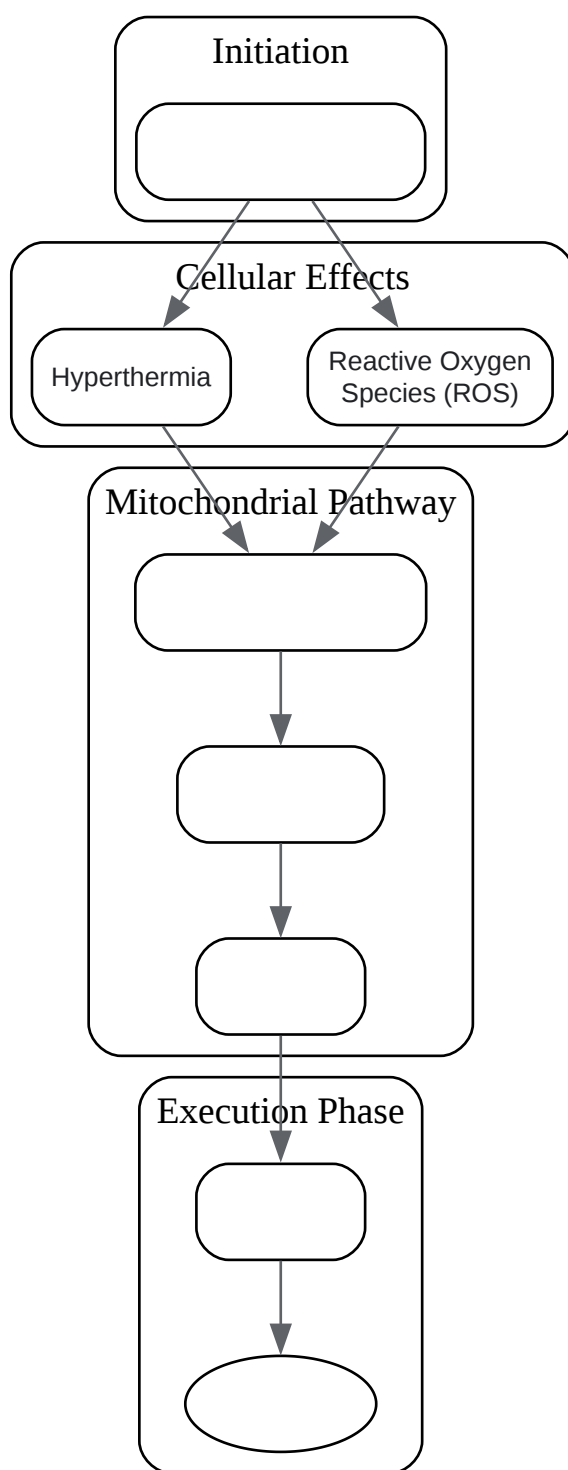 Initiation
Cellular Effects
Hyperthermia
Reactive Oxygen
Species (ROS)
Mitochondrial Pathway
Execution Phase